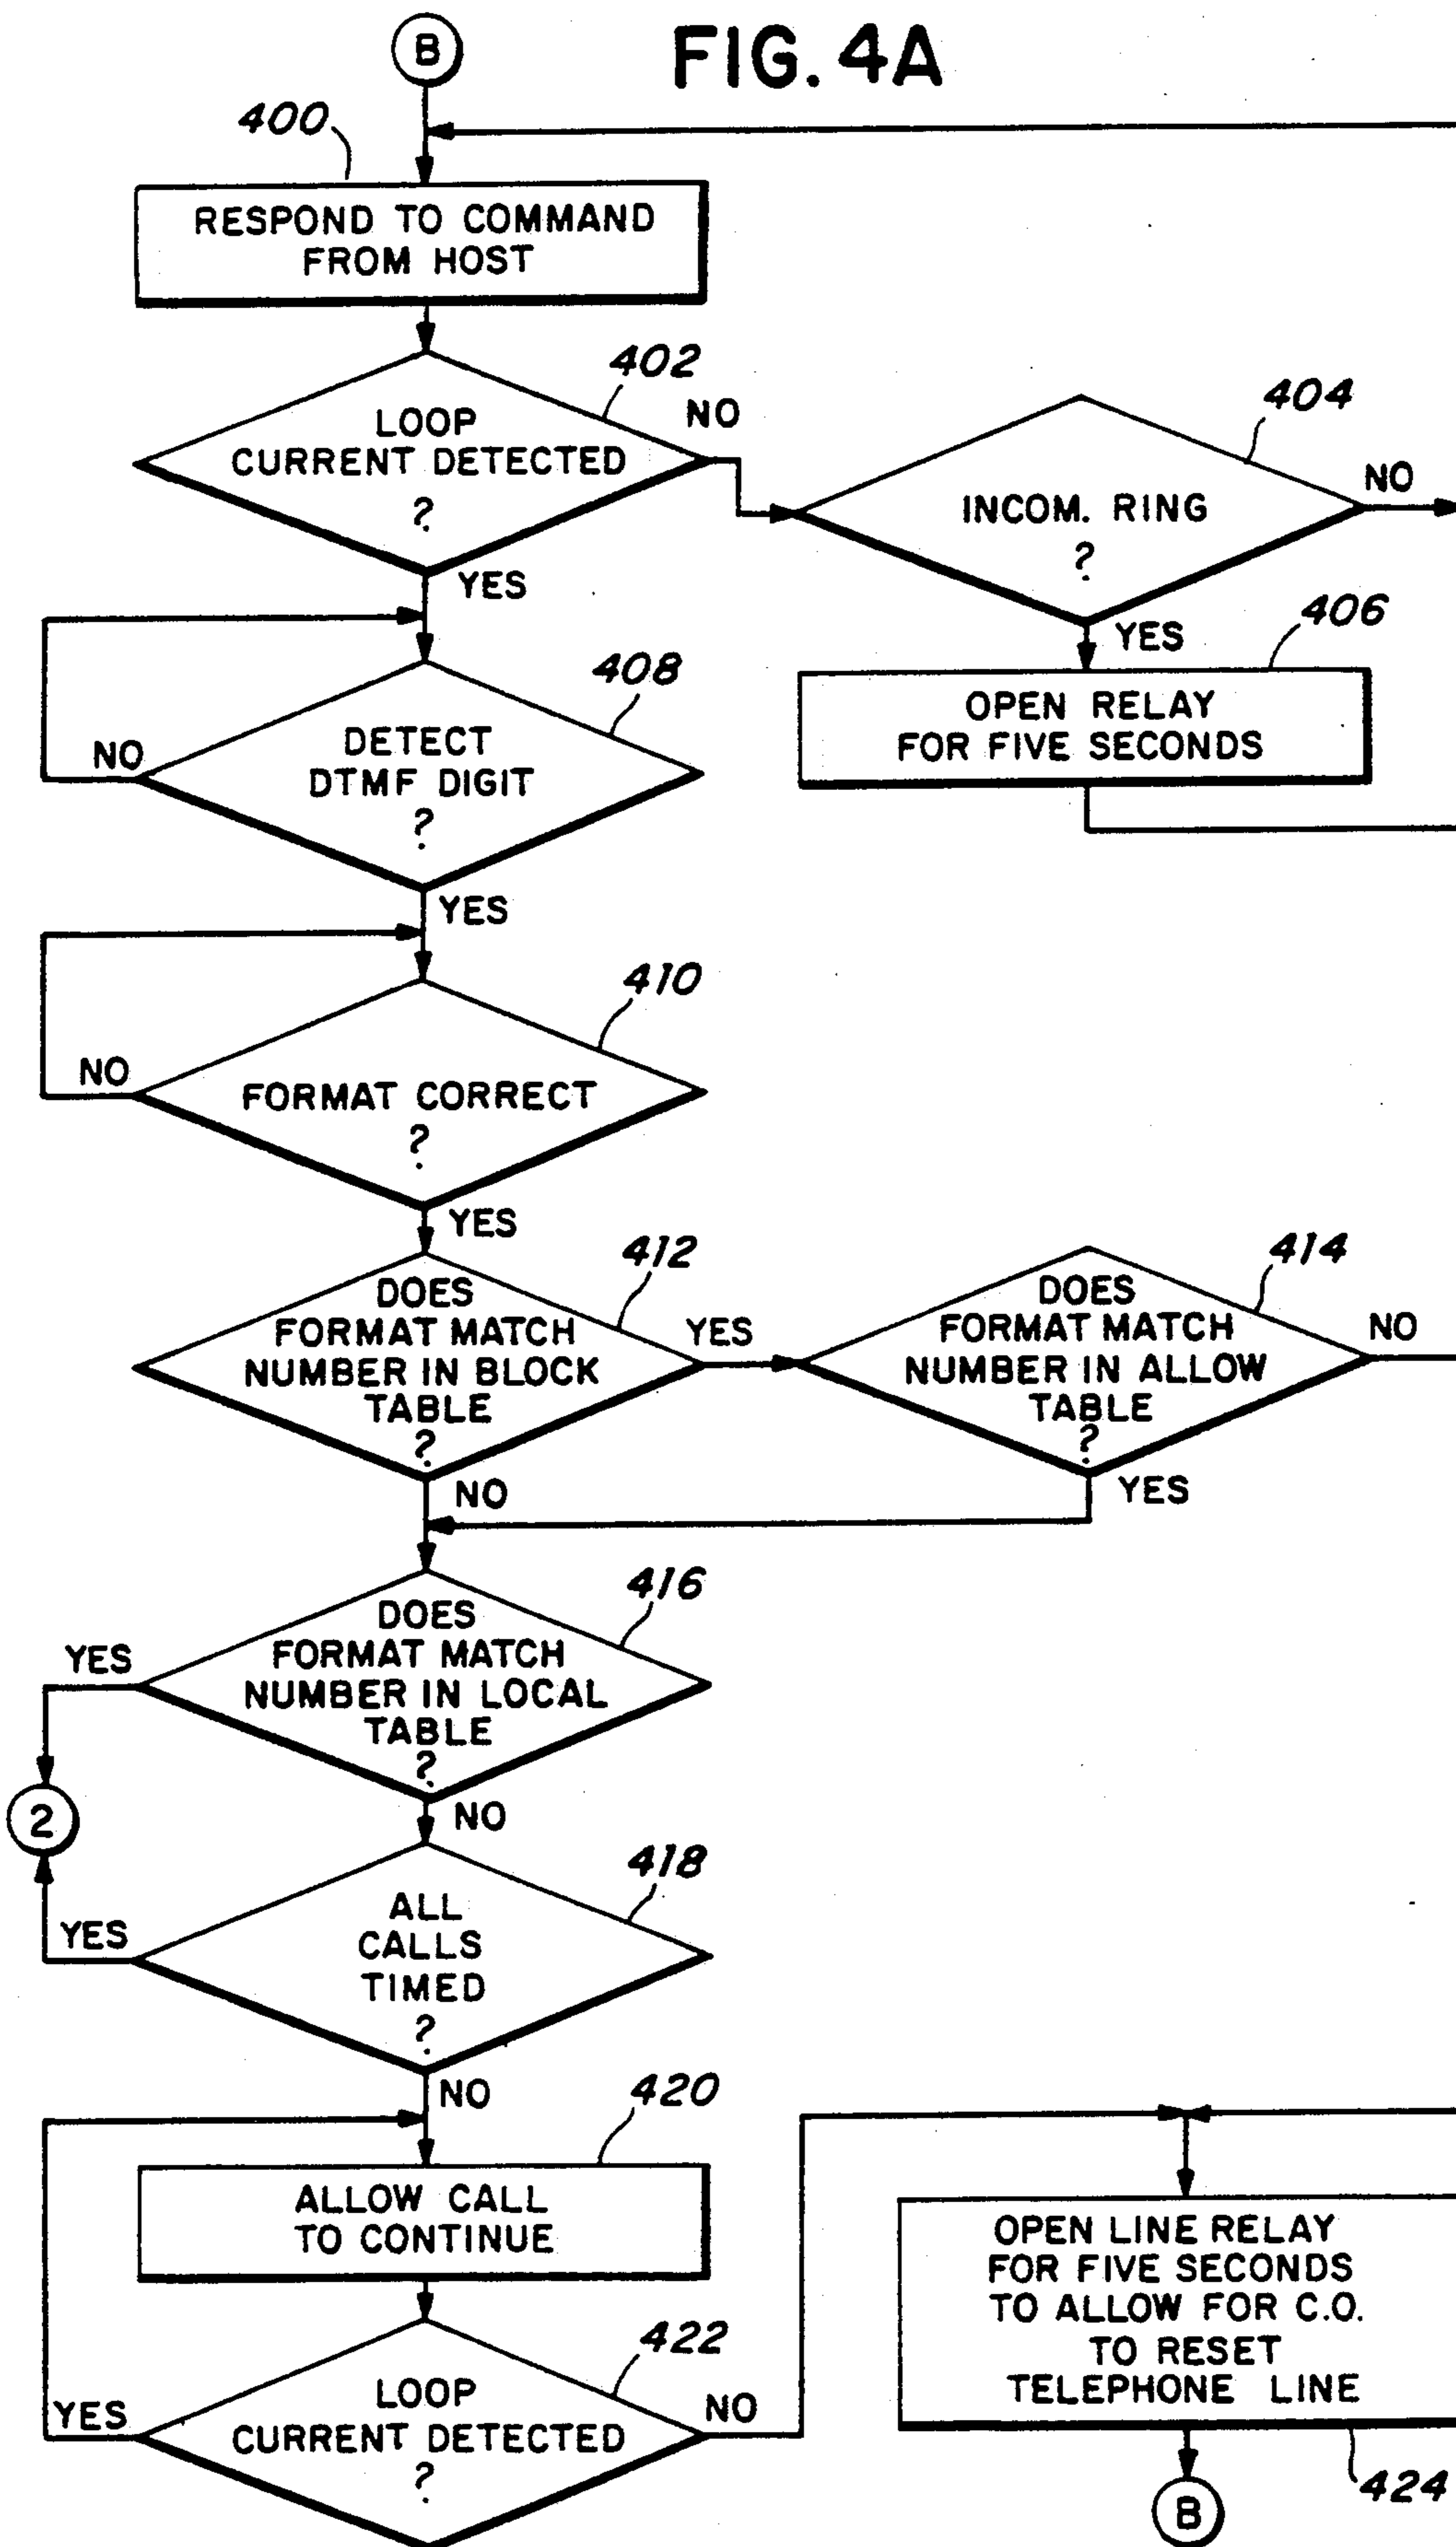 FIG. 4A
B
400
RESPOND TO COMMAND
FROM HOST
402
LOOP
CURRENT DETECTED
?
NO
YES
404
INCOM. RING
?
NO
YES
406
OPEN RELAY
FOR FIVE SECONDS
408
DETECT
DTMF DIGIT
?
NO
YES
410
FORMAT CORRECT
?
NO
YES
412
DOES
FORMAT MATCH
NUMBER IN BLOCK
TABLE
?
YES
NO
414
DOES
FORMAT MATCH
NUMBER IN ALLOW
TABLE
?
NO
YES
416
DOES
FORMAT MATCH
NUMBER IN LOCAL
TABLE
?
YES
NO
2
418
ALL
CALLS
TIMED
?
YES
NO
420
ALLOW CALL
TO CONTINUE
422
LOOP
CURRENT DETECTED
?
YES
NO
OPEN LINE RELAY
FOR FIVE SECONDS
TO ALLOW FOR C.O.
TO RESET
TELEPHONE LINE
424
B